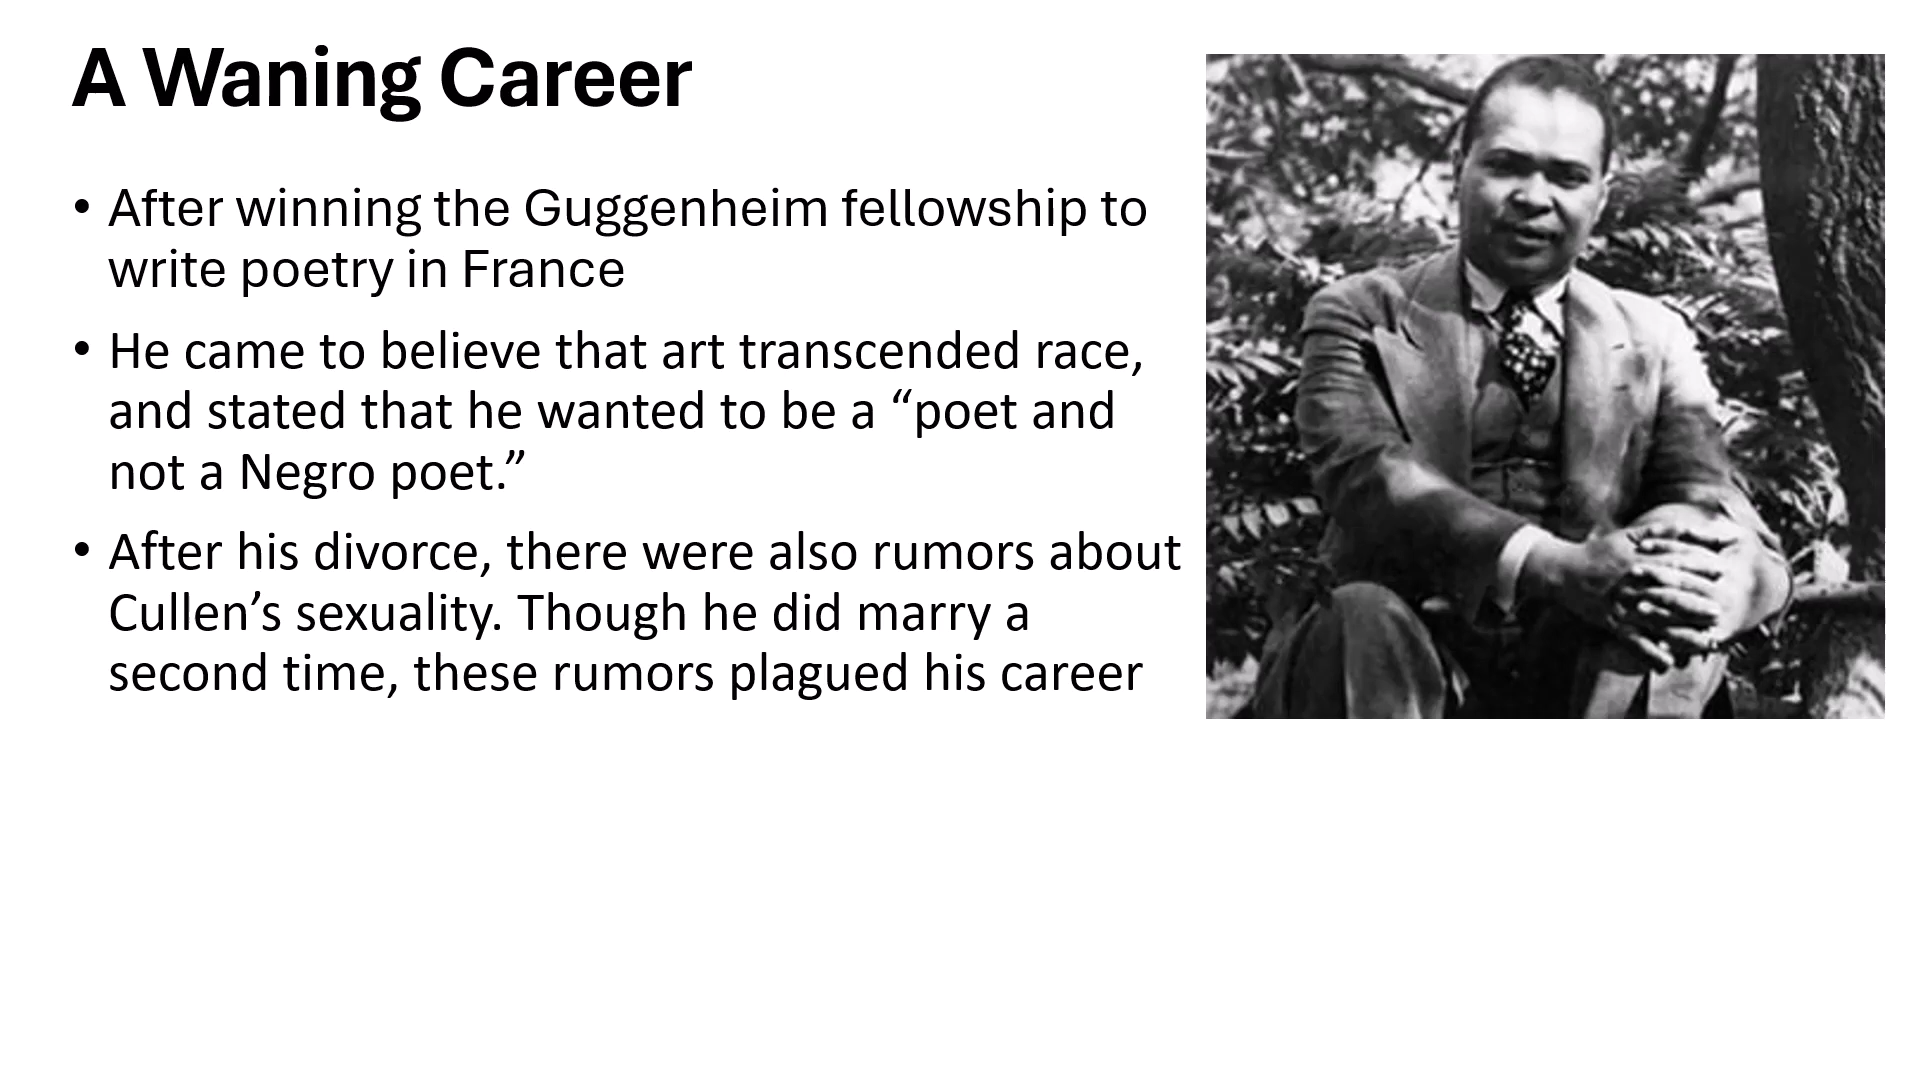 A Waning Career
• After winning the Guggenheim fellowship to
write poetry in France
• He came to believe that art transcended race,
and stated that he wanted to be a “poet and
not a Negro poet.”
• After his divorce, there were also rumors about
Cullen’s sexuality. Though he did marry a
second time, these rumors plagued his career